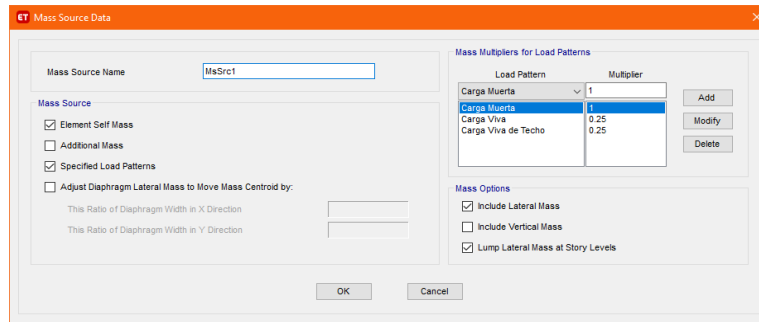 ET Mass Source Data
Mass Source Name
MsSrc1
Mass Source
Element Self Mass
Additional Mass
Specified Load Patterns
Adjust Diaphragm Lateral Mass to Move Mass Centroid by:
This Ratio of Diaphragm Width in X Direction
This Ratio of Diaphragm Width in Y Direction
Mass Multipliers for Load Patterns
Load Pattern Multiplier
Carga Muerta 1
Carga Muerta 1
Carga Viva 0.25
Carga Viva de Techo 0.25
Add
Modify
Delete
Mass Options
Include Lateral Mass
Include Vertical Mass
Lump Lateral Mass at Story Levels
OK Cancel